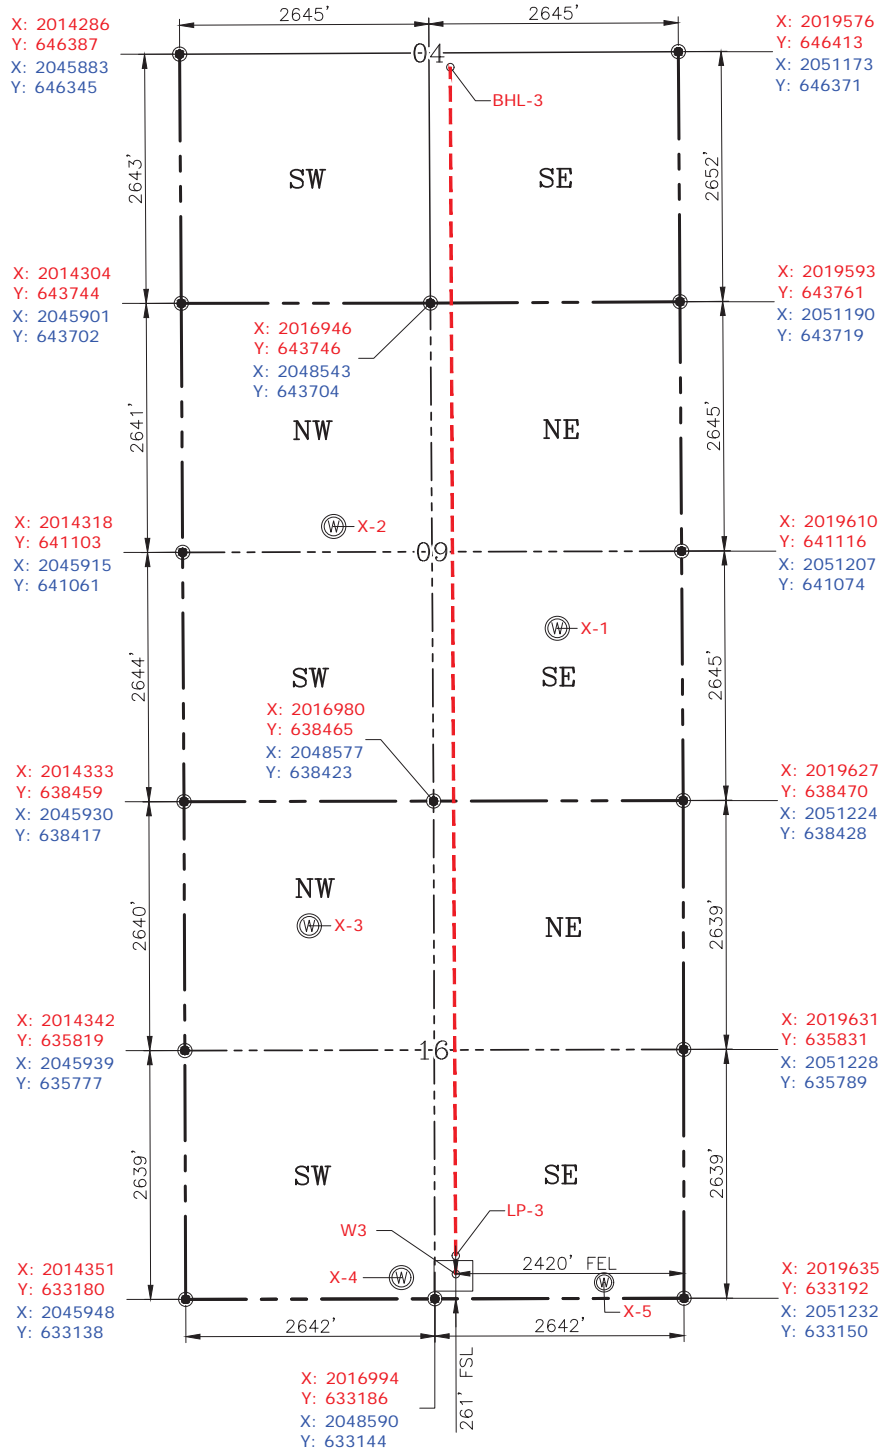 2645'
2645'
X: 2014286
Y: 646387
X: 2045883
Y: 646345
X: 2019576
Y: 646413
X: 2051173
Y: 646371
04
BHL-3
2643'
SW
SE
2652'
X: 2014304
Y: 643744
X: 2045901
Y: 643702
X: 2019593
Y: 643761
X: 2051190
Y: 643719
X: 2016946
Y: 643746
X: 2048543
Y: 643704
2641'
NW
NE
2645'
X: 2014318
Y: 641103
X: 2045915
Y: 641061
W X-2
X: 2019610
Y: 641116
X: 2051207
Y: 641074
09
W X-1
2644'
SW
SE
2645'
X: 2016980
Y: 638465
X: 2048577
Y: 638423
X: 2014333
Y: 638459
X: 2045930
Y: 638417
X: 2019627
Y: 638470
X: 2051224
Y: 638428
NW
2640'
W X-3
NE
2639'
X: 2014342
Y: 635819
X: 2045939
Y: 635777
X: 2019631
Y: 635831
X: 2051228
Y: 635789
16
2639'
SW
SE
2639'
LP-3
W3
X-4 W
2420' FEL
W
X-5
X: 2014351
Y: 633180
X: 2045948
Y: 633138
X: 2019635
Y: 633192
X: 2051232
Y: 633150
2642'
2642'
261' FSL
X: 2016994
Y: 633186
X: 2048590
Y: 633144